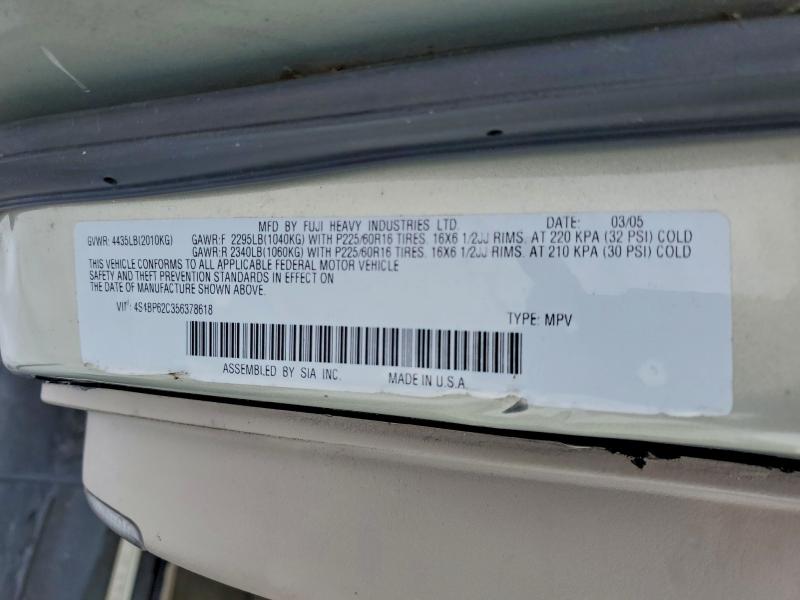 MFD BY FUJI HEAVY INDUSTRIES LTD. DATE: 03/05
GVWR: 4435LB(2010KG) GAWR:F 2295LB(1040KG) WITH P225/60R16 TIRES. 16X6 1/2JJ RIMS. AT 220 KPA (32 PSI) COLD
GAWR:R 2340LB(1060KG) WITH P225/60R16 TIRES. 16X6 1/2JJ RIMS. AT 210 KPA (30 PSI) COLD
THIS VEHICLE CONFORMS TO ALL APPLICABLE FEDERAL MOTOR VEHICLE
SAFETY AND THEFT PREVENTION STANDARDS IN EFFECT ON
THE DATE OF MANUFACTURE SHOWN ABOVE.
VIN: 4S4BP62C356378618 TYPE: MPV
ASSEMBLED BY SIA INC. MADE IN U.S.A.